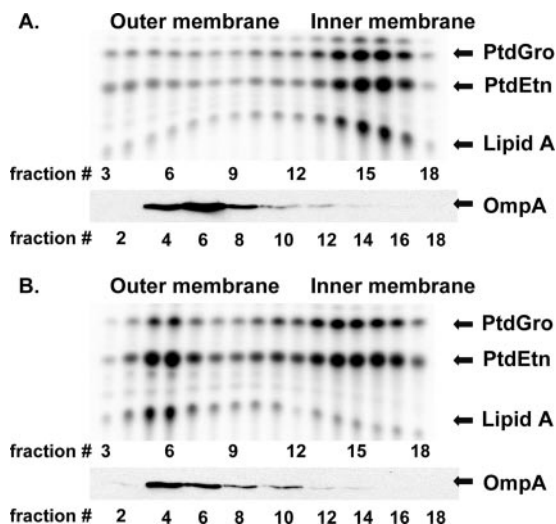 A. Outer membrane Inner membrane
PtdGro
PtdEtn
Lipid A
fraction # 3 6 9 12 15 18
OmpA
fraction # 2 4 6 8 10 12 14 16 18
B. Outer membrane Inner membrane
PtdGro
PtdEtn
Lipid A
fraction # 3 6 9 12 15 18
OmpA
fraction # 2 4 6 8 10 12 14 16 18